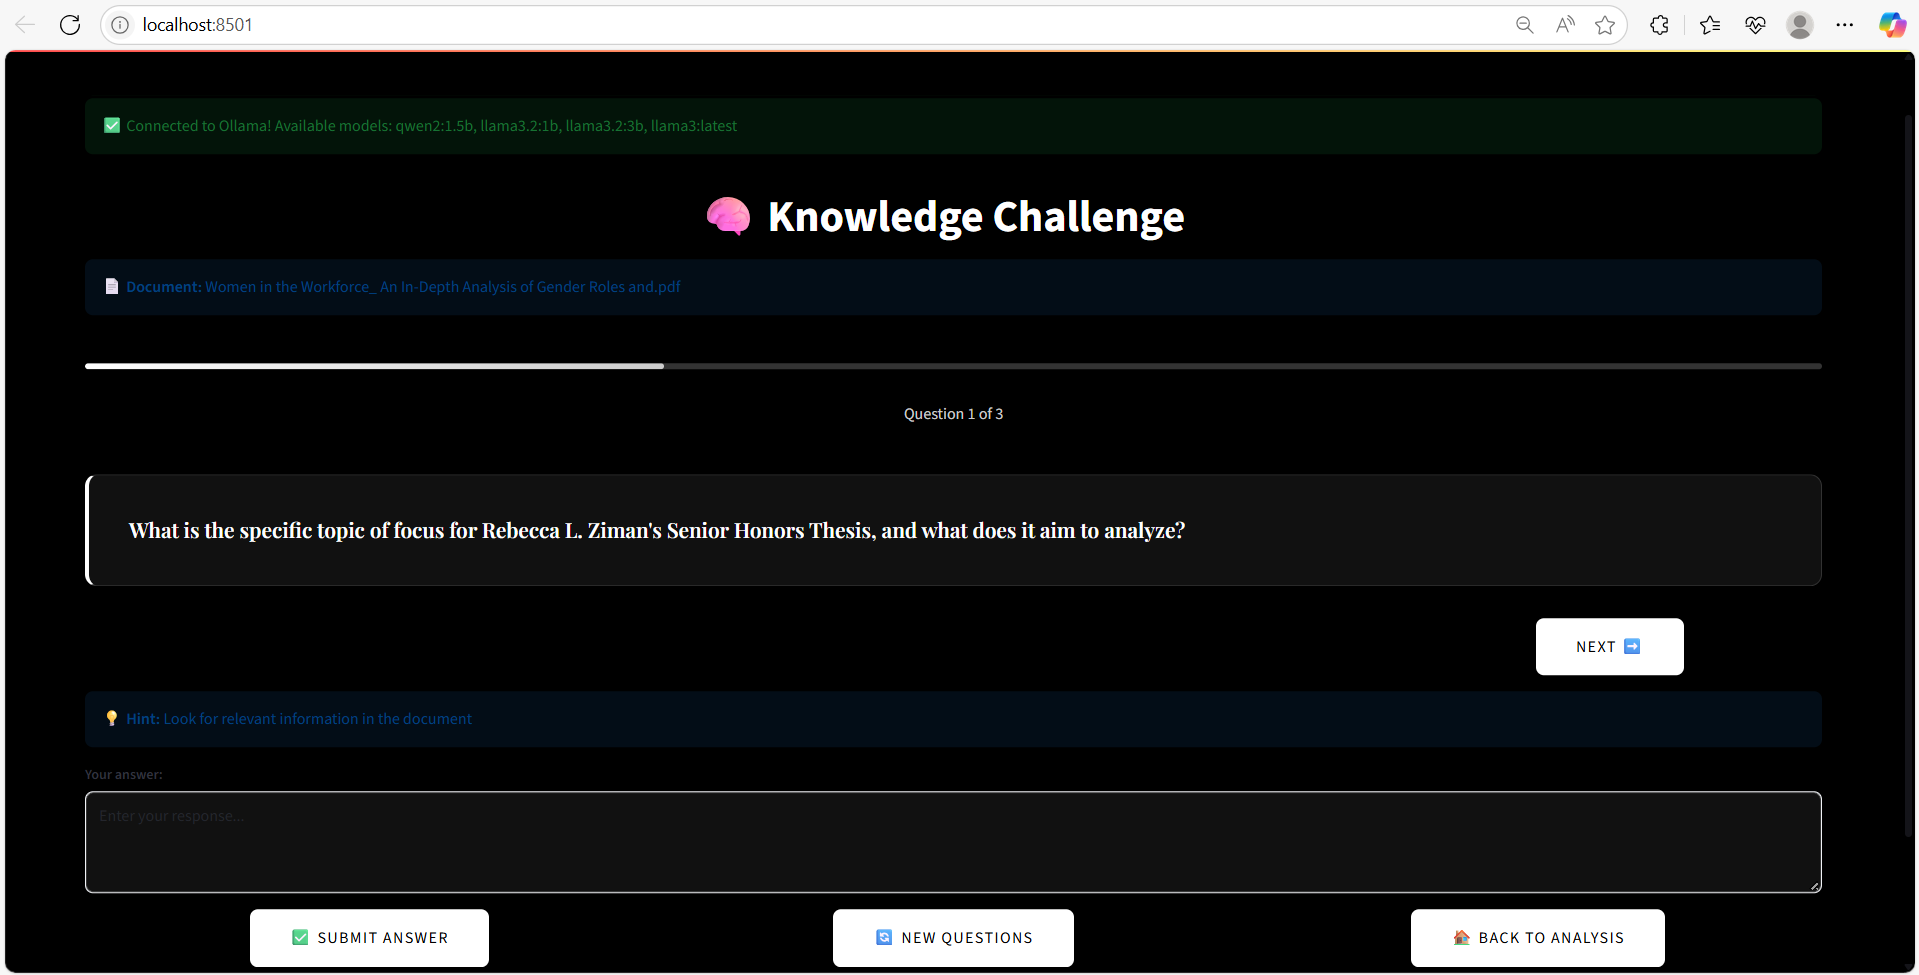 localhost:8501
Connected to Ollama! Available models: qwen2:1.5b, llama3.2:1b, llama3.2:3b, llama3:latest
Knowledge Challenge
Document: Women in the Workforce_ An In-Depth Analysis of Gender Roles and.pdf
Question 1 of 3
What is the specific topic of focus for Rebecca L. Ziman's Senior Honors Thesis, and what does it aim to analyze?
NEXT
Hint: Look for relevant information in the document
Your answer:
Enter your response...
SUBMIT ANSWER
NEW QUESTIONS
BACK TO ANALYSIS